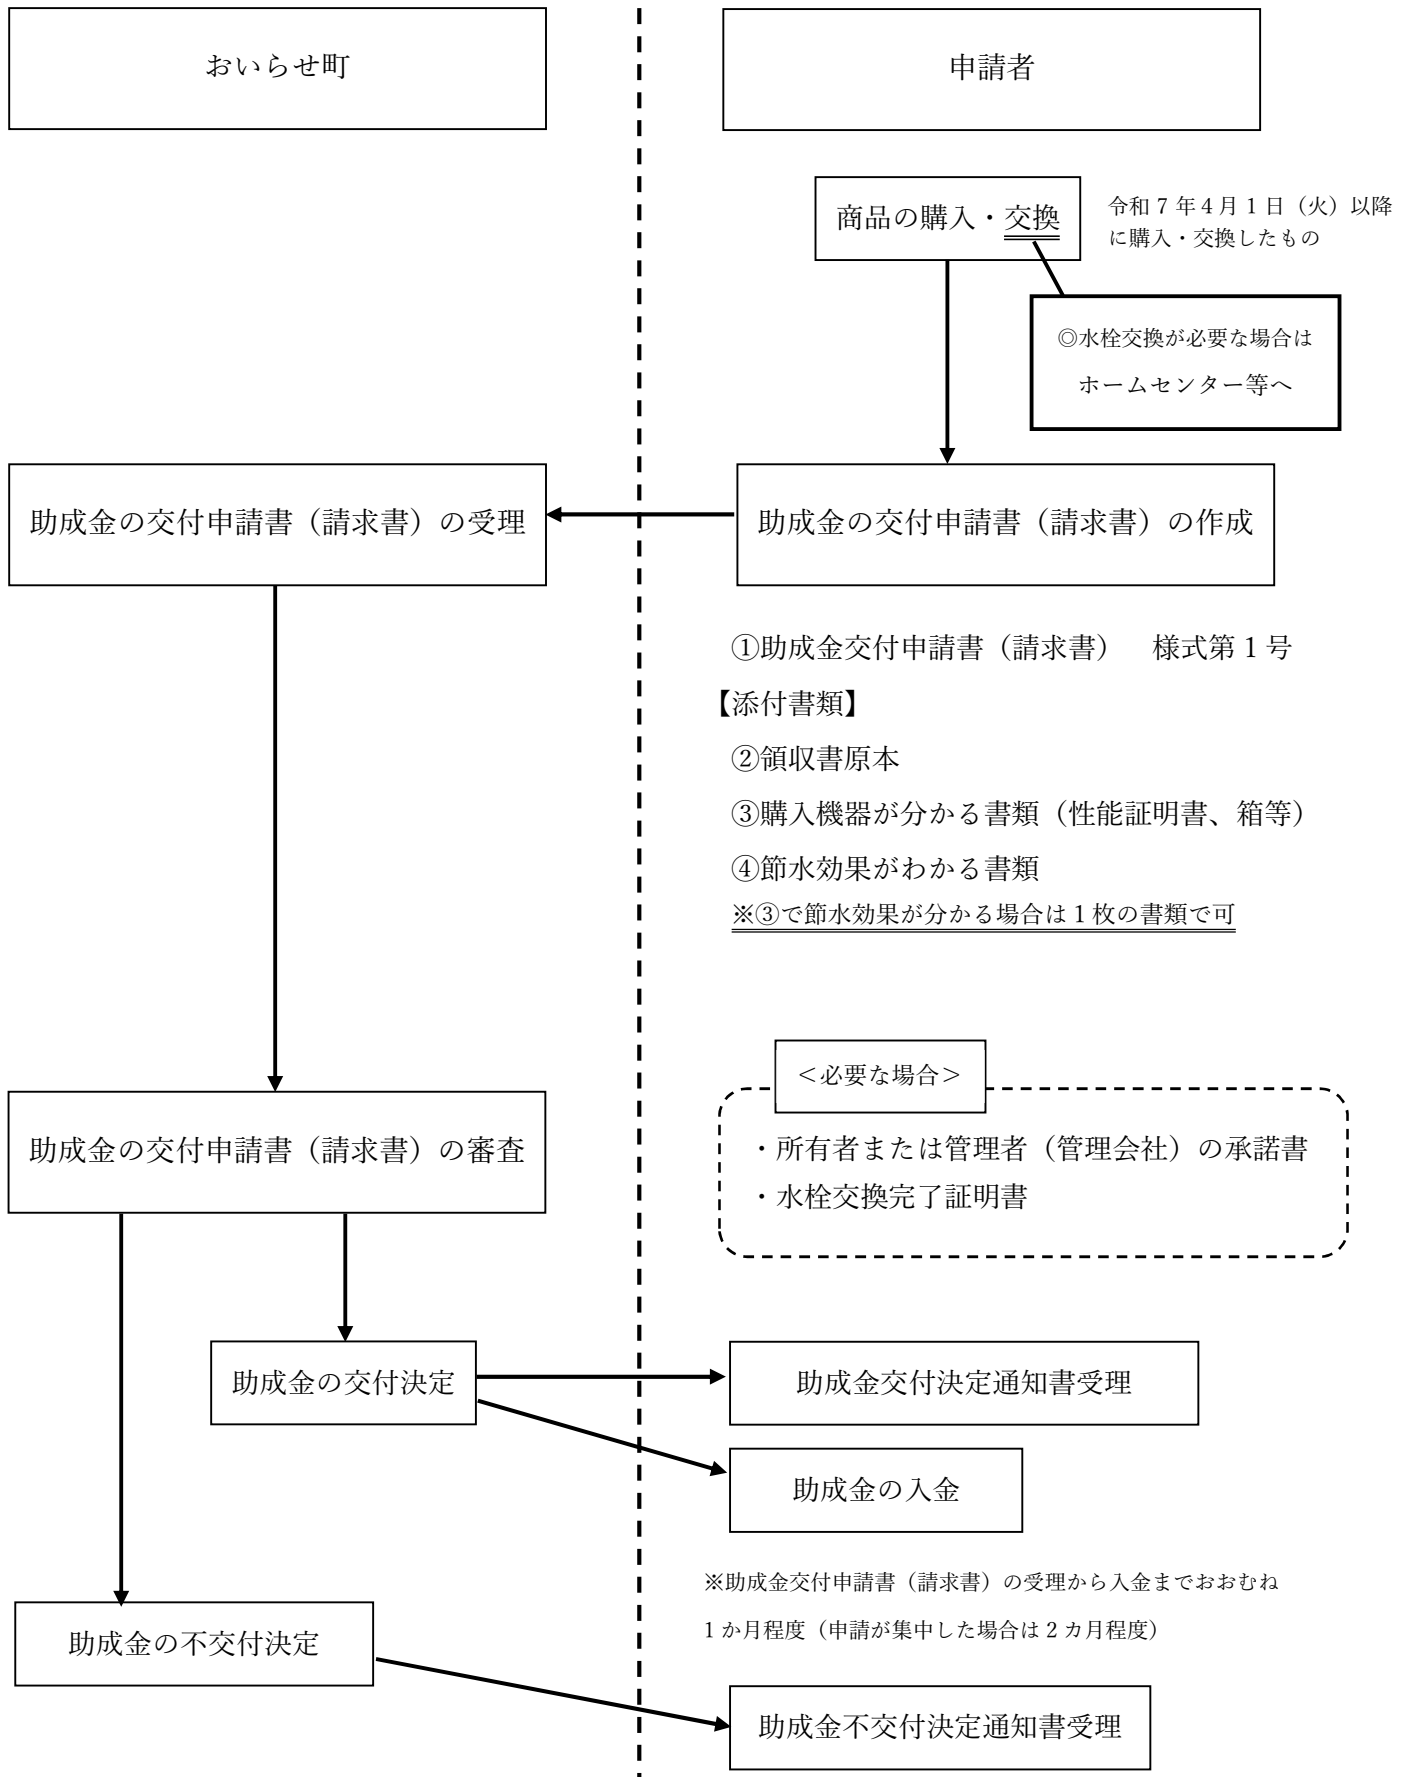 おいらせ町
申請者
商品の購入・交換
令和７年４月１日（火）以降
に購入・交換したもの
◎水栓交換が必要な場合は
ホームセンター等へ
助成金の交付申請書（請求書）の受理
助成金の交付申請書（請求書）の作成
①助成金交付申請書（請求書）　様式第１号
【添付書類】
②領収書原本
③購入機器が分かる書類（性能証明書、箱等）
④節水効果がわかる書類
※③で節水効果が分かる場合は１枚の書類で可
＜必要な場合＞
助成金の交付申請書（請求書）の審査
・所有者または管理者（管理会社）の承諾書
・水栓交換完了証明書
助成金の交付決定
助成金交付決定通知書受理
助成金の入金
※助成金交付申請書（請求書）の受理から入金までおおむね
１か月程度（申請が集中した場合は２カ月程度）
助成金の不交付決定
助成金不交付決定通知書受理